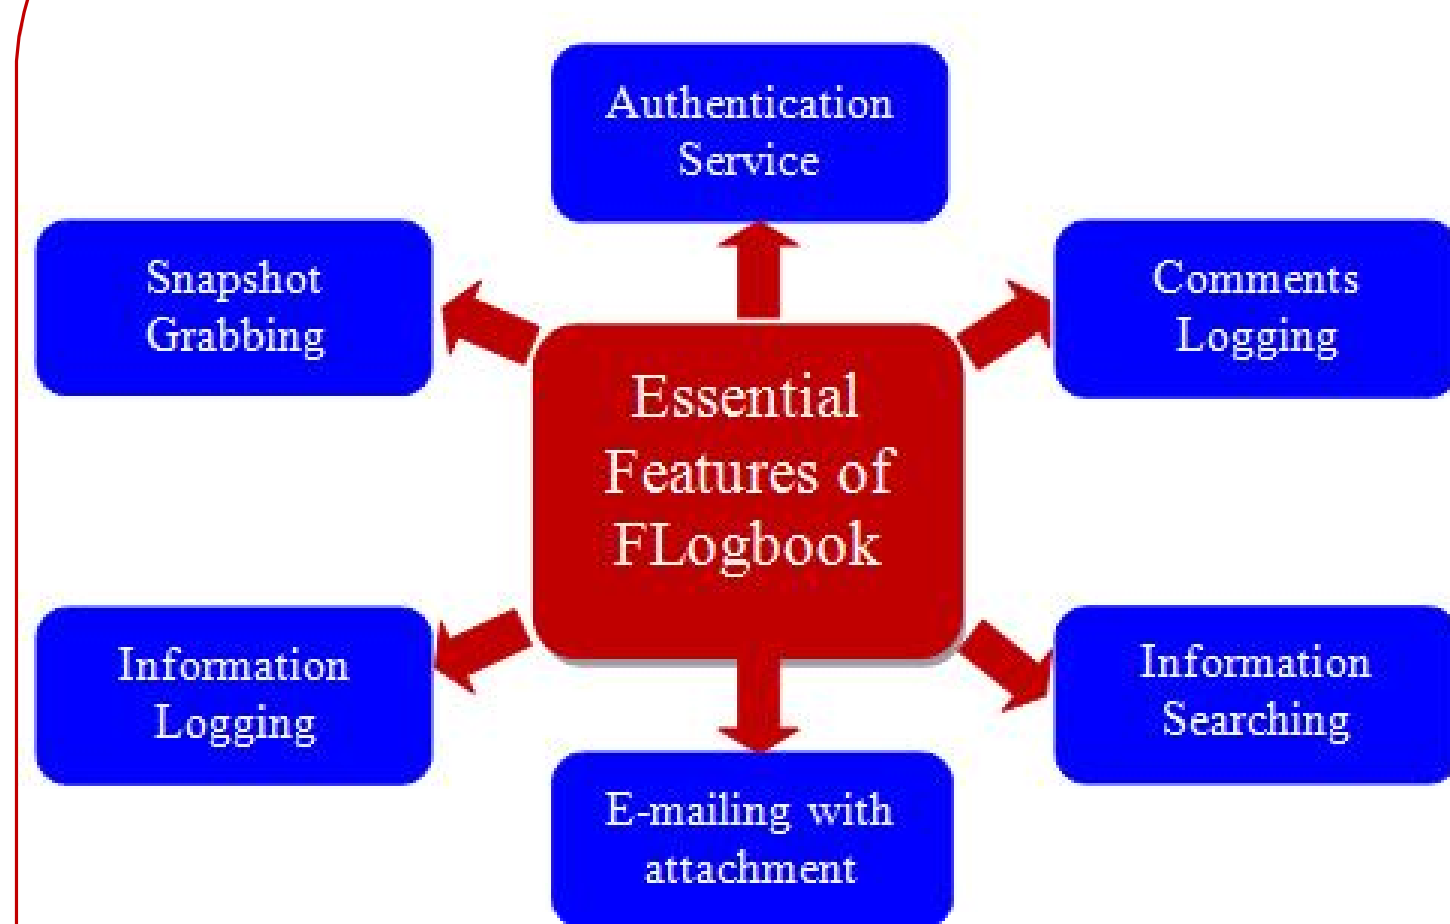 Authentication
Service
Snapshot
Grabbing
Comments
Logging
Essential
Features of
FLogbook
Information
Logging
Information
Searching
E-mailing with
attachment